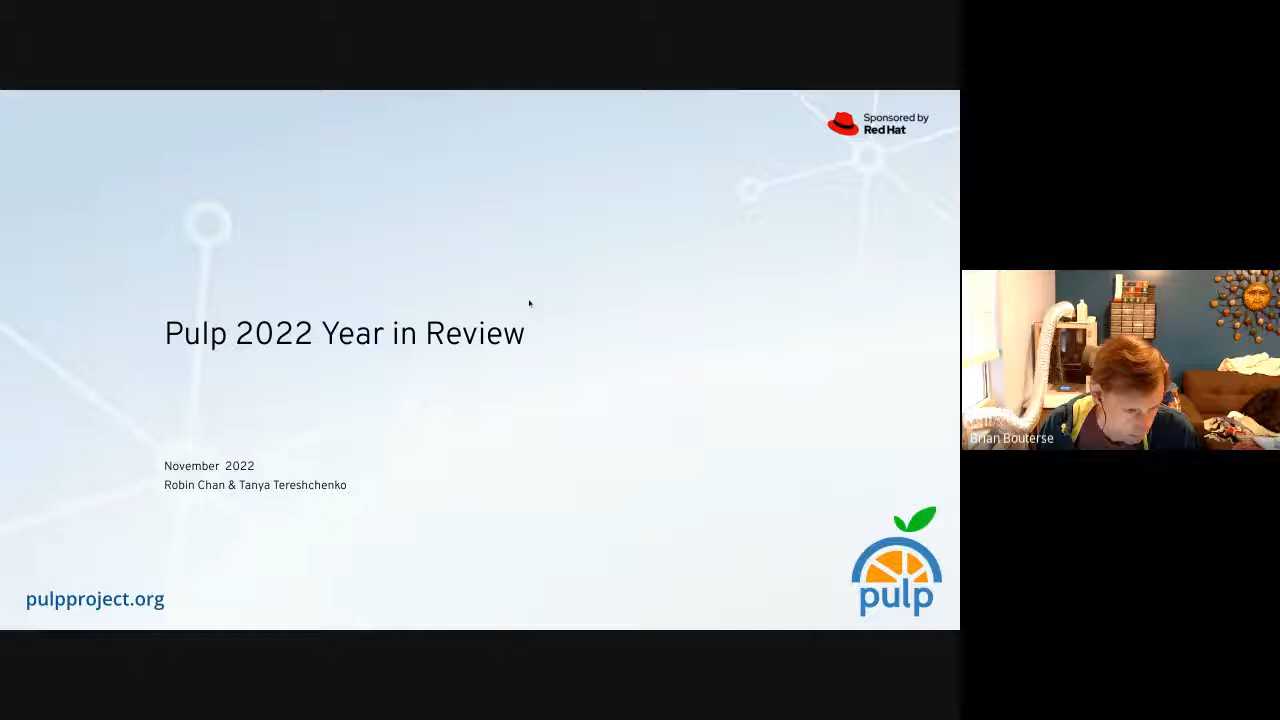 Sponsored by
Red Hat
Pulp 2022 Year in Review
November 2022
Robin Chan & Tanya Tereshchenko
pulpproject.org
pulp
Brian Bouterse